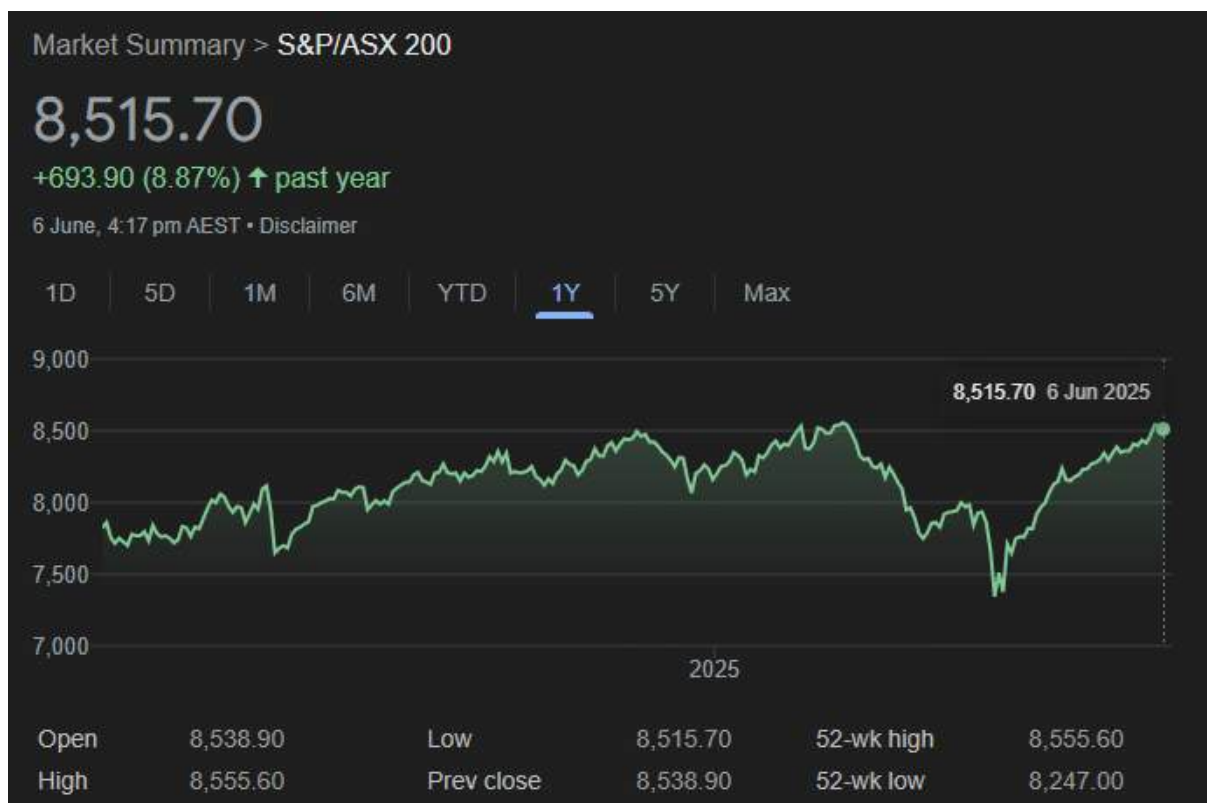 Market Summary > S&P/ASX 200
8,515.70
+693.90 (8.87%) ↑ past year
6 June, 4:17 pm AEST • Disclaimer
1D 5D 1M 6M YTD 1Y 5Y Max
9,000
8,515.70 6 Jun 2025
8,500
8,000
7,500
7,000
2025
Open 8,538.90 Low 8,515.70 52-wk high 8,555.60
High 8,555.60 Prev close 8,538.90 52-wk low 8,247.00